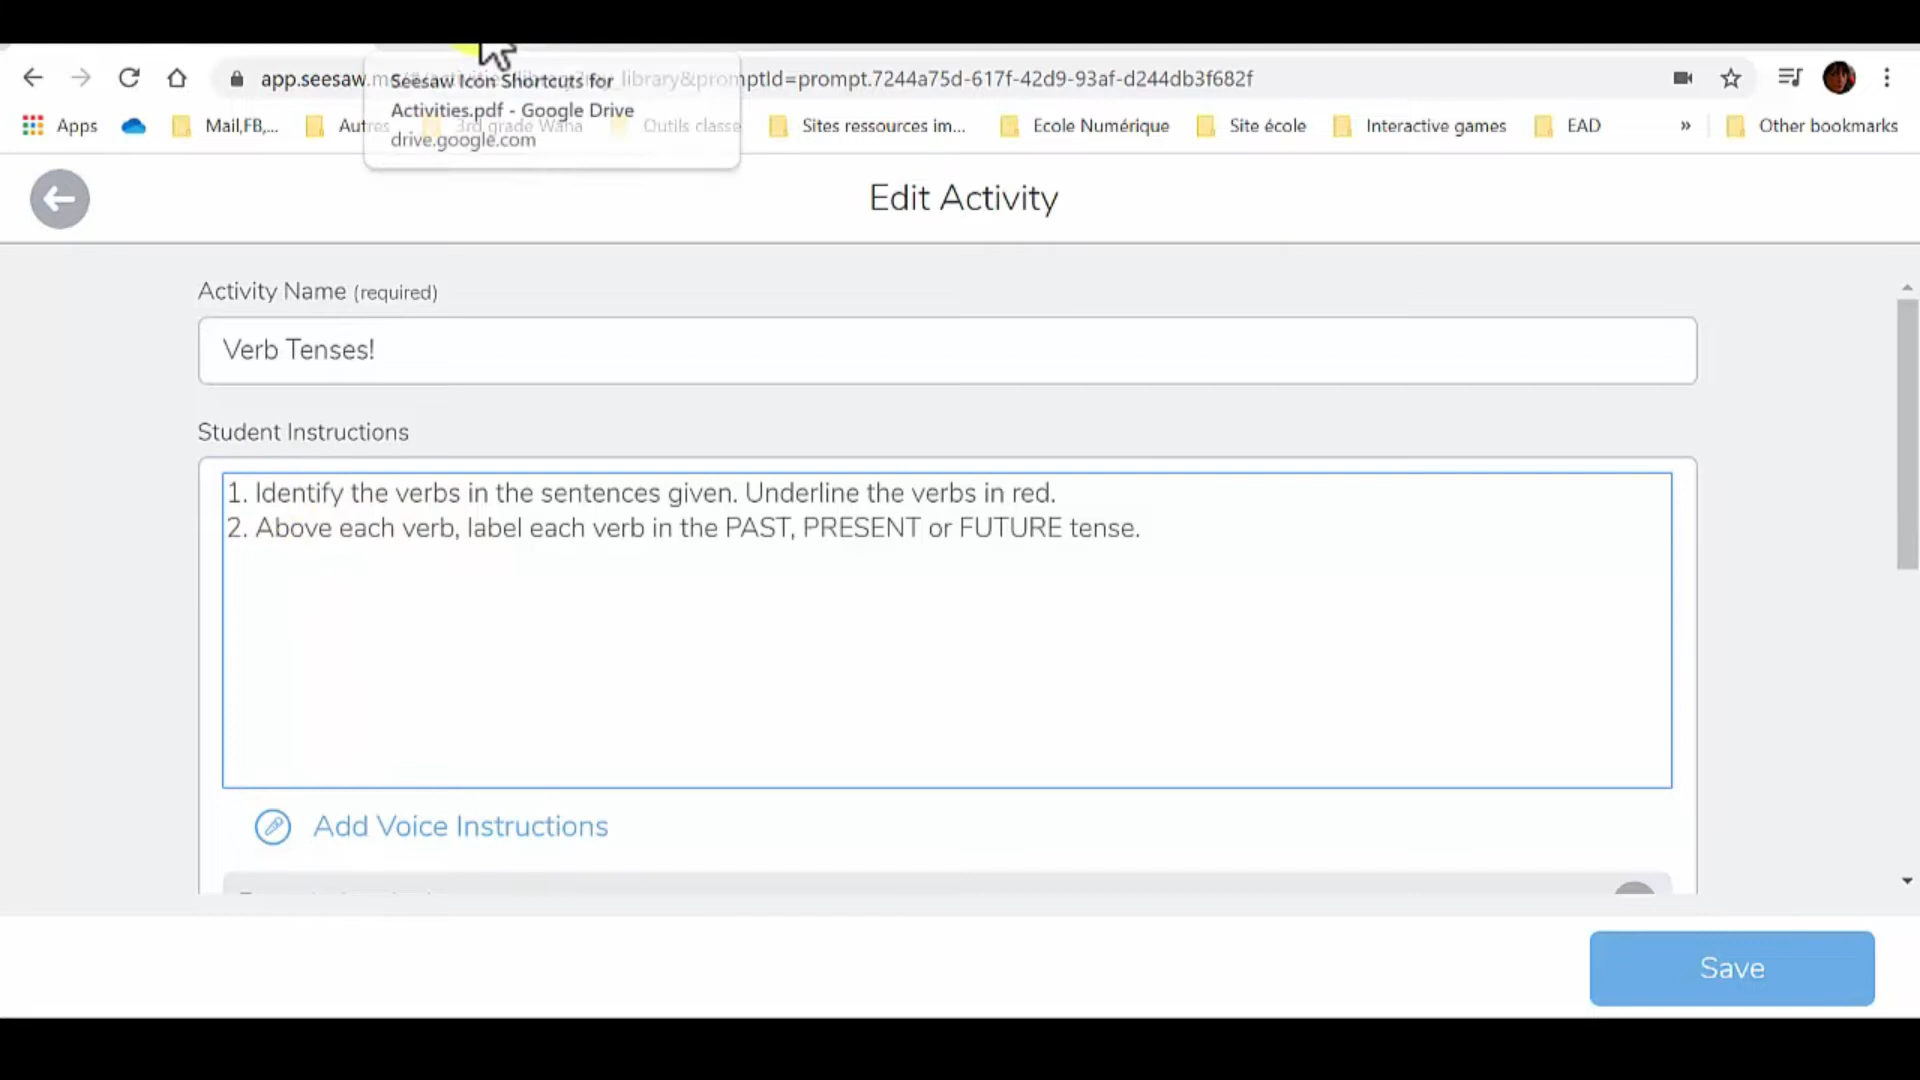 app.seesaw.m
library&promptId=prompt.7244a75d-617f-42d9-93af-d244db3f682f
Seesaw Icon Shortcuts for
Activities.pdf - Google Drive
drive.google.com
Apps
Mail,FB,...
Autres
3rd grade Waha
Outils classe
Sites ressources im...
Ecole Numérique
Site école
Interactive games
EAD
»
Other bookmarks
Edit Activity
Activity Name (required)
Verb Tenses!
Student Instructions
1. Identify the verbs in the sentences given. Underline the verbs in red.
2. Above each verb, label each verb in the PAST, PRESENT or FUTURE tense.
Add Voice Instructions
Save